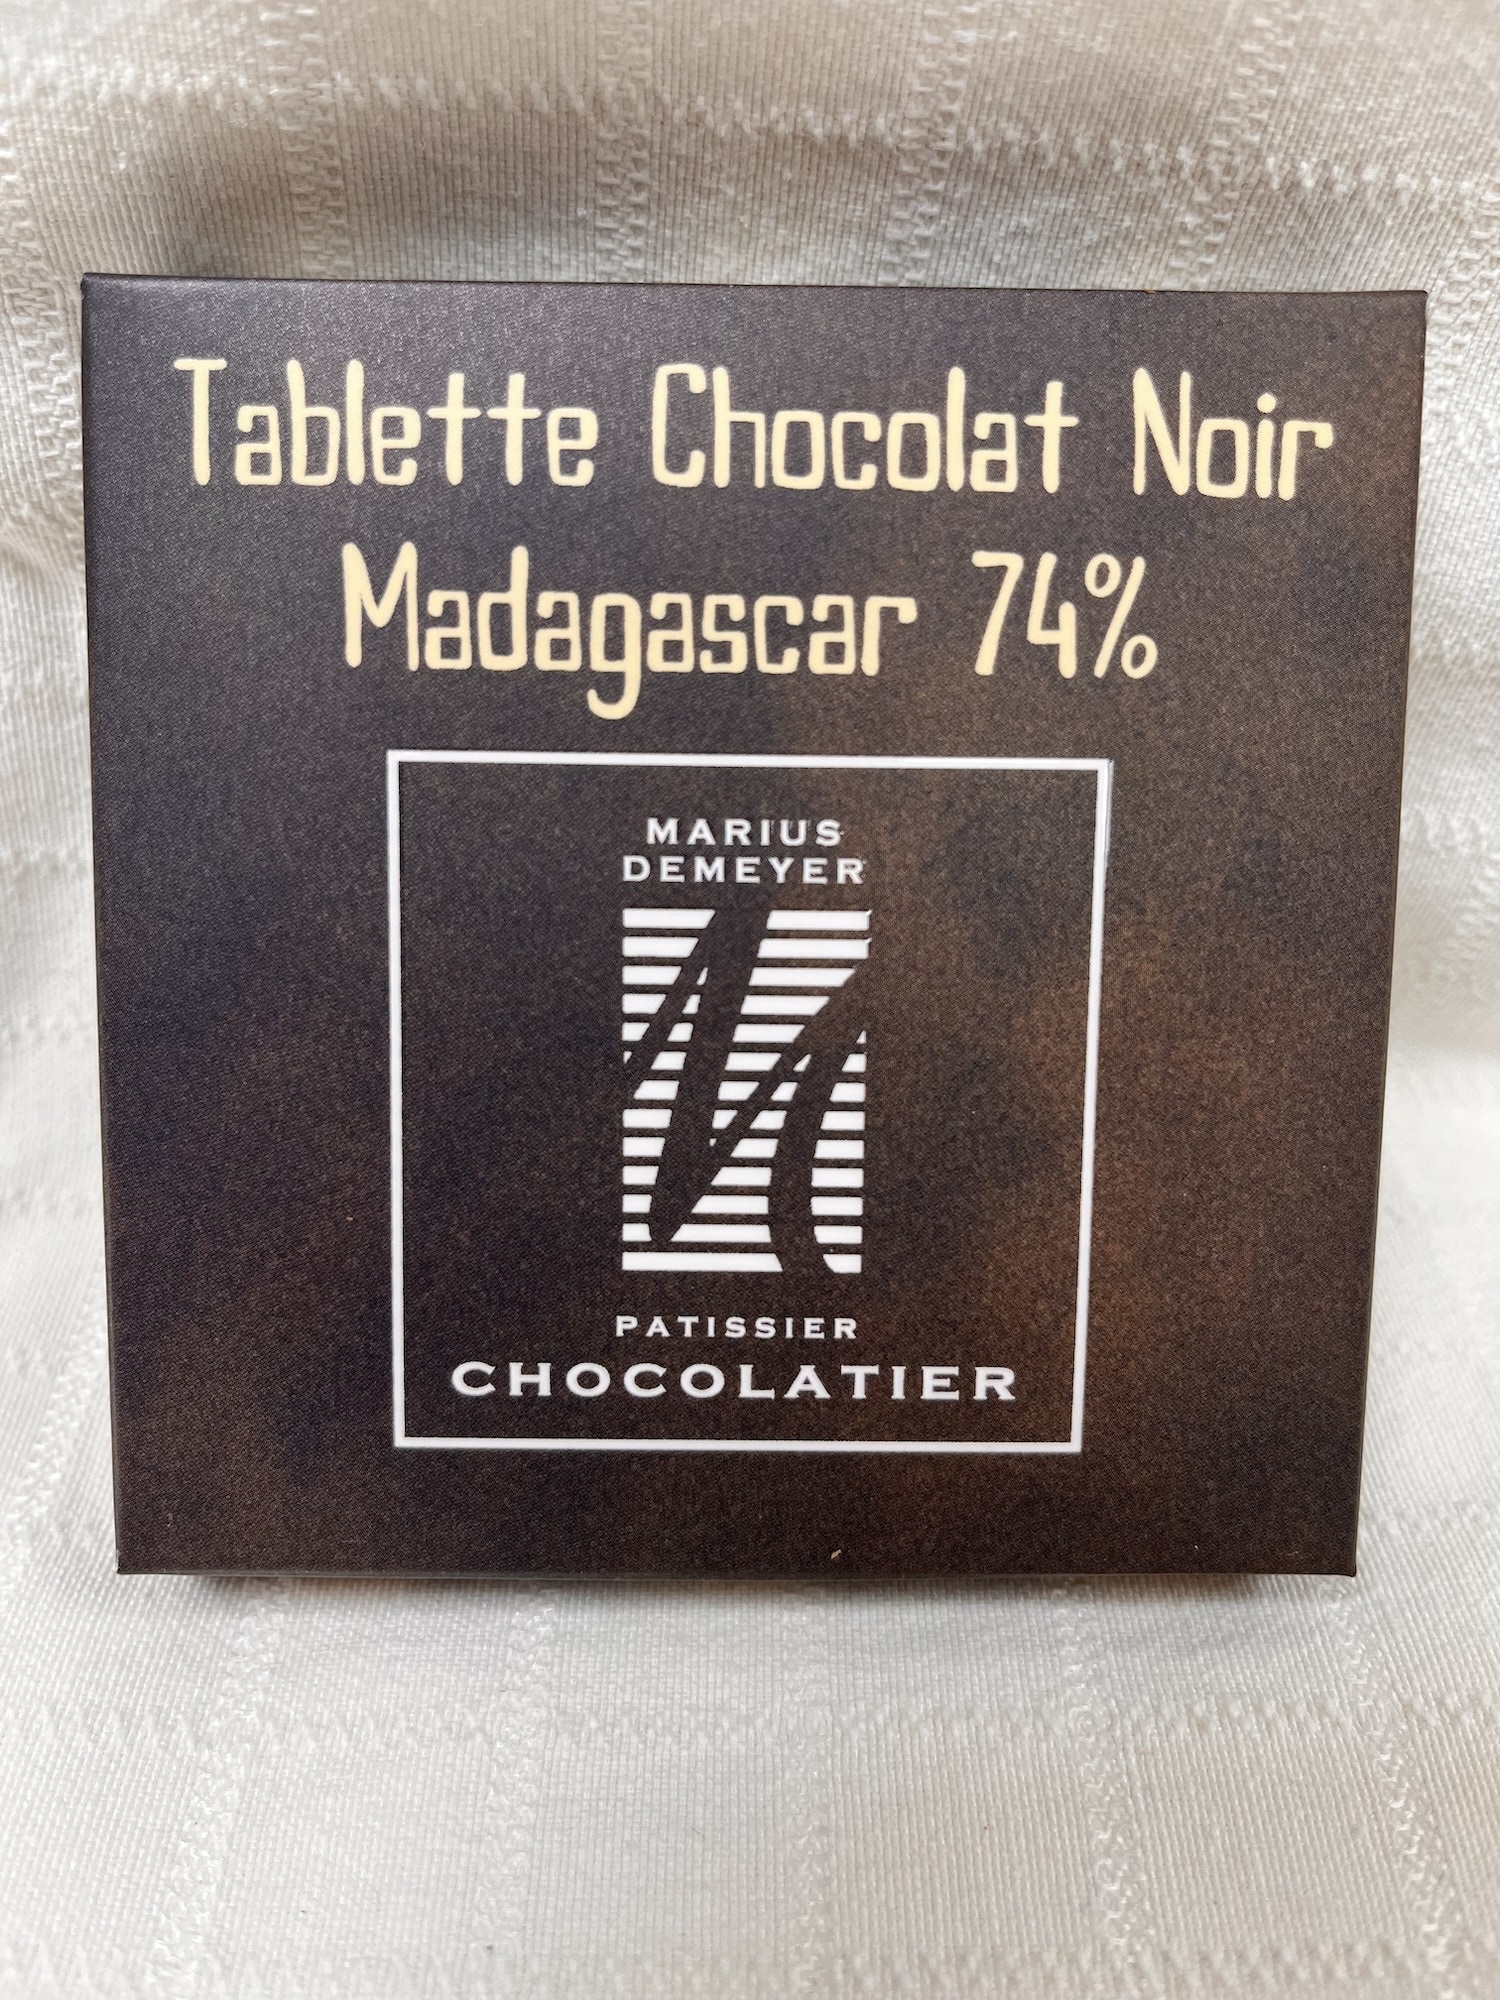 Tablette Chocolat Noir
Madagascar 74%
MARIUS
DEMEYER
PATISSIER
CHOCOLATIER